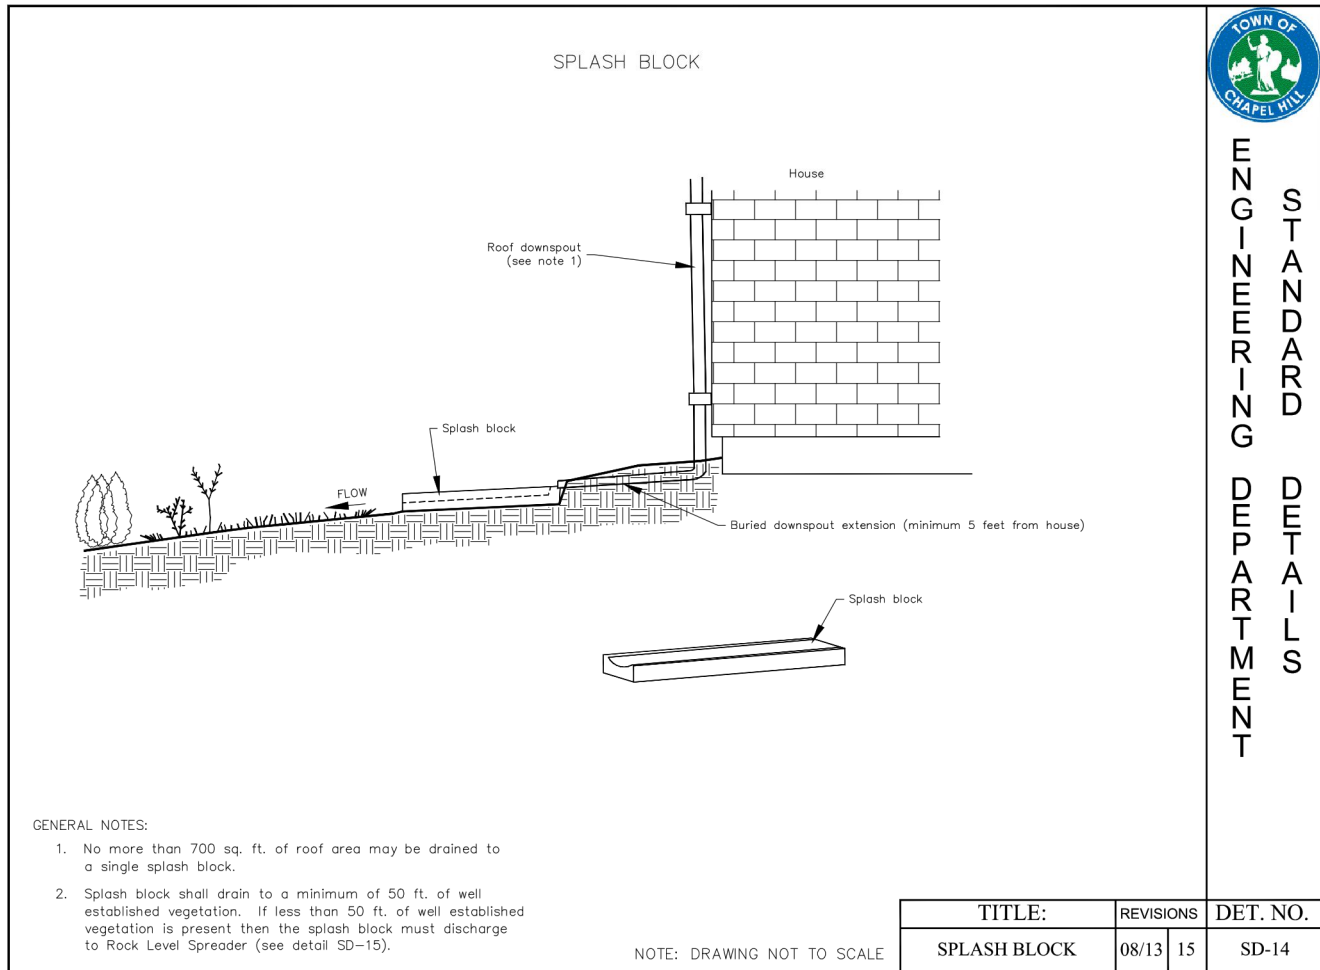 SPLASH BLOCK
TOWN OF
CHAPEL HILL
House
Roof downspout
(see note 1)
Splash block
FLOW
Buried downspout extension (minimum 5 feet from house)
Splash block
ENGINEERING DEPARTMENT
STANDARD DETAILS
GENERAL NOTES:
1. No more than 700 sq. ft. of roof area may be drained to
a single splash block.
2. Splash block shall drain to a minimum of 50 ft. of well
established vegetation. If less than 50 ft. of well established
vegetation is present then the splash block must discharge
to Rock Level Spreader (see detail SD-15).
NOTE: DRAWING NOT TO SCALE
TITLE: REVISIONS DET. NO.
SPLASH BLOCK 08/13 15 SD-14